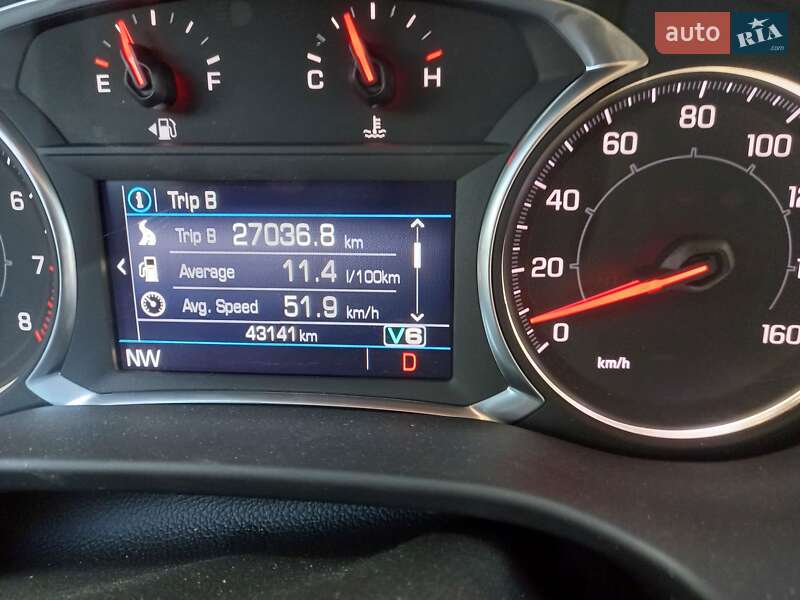 auto RIA.com
E F
C H
Trip B
Trip B 27036.8 km
Average 11.4 l/100km
Avg. Speed 51.9 km/h
43141 km V6
NW D
6
7
8
0
20
40
60
80
100
160
km/h